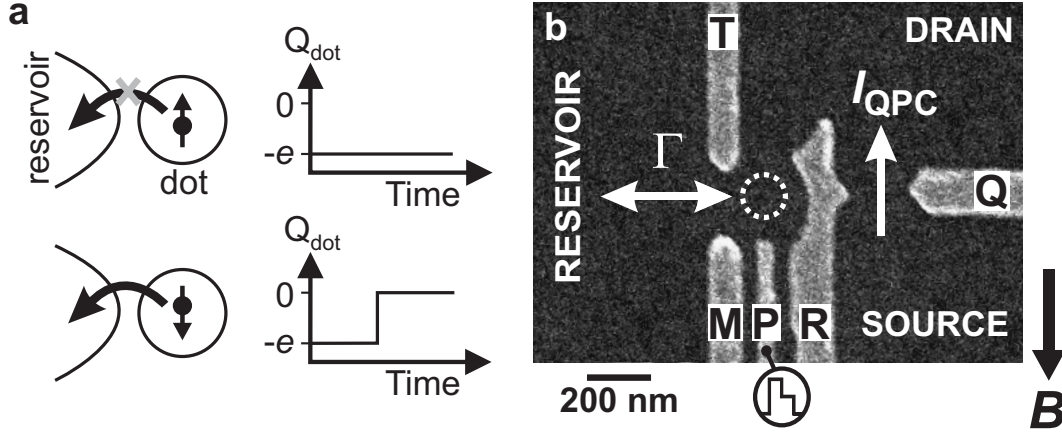 a
reservoir
dot
Q_dot
0
-e
Time
Q_dot
0
-e
Time
b
T
DRAIN
RESERVOIR
Γ
I_QPC
Q
M
P
R
SOURCE
200 nm
B